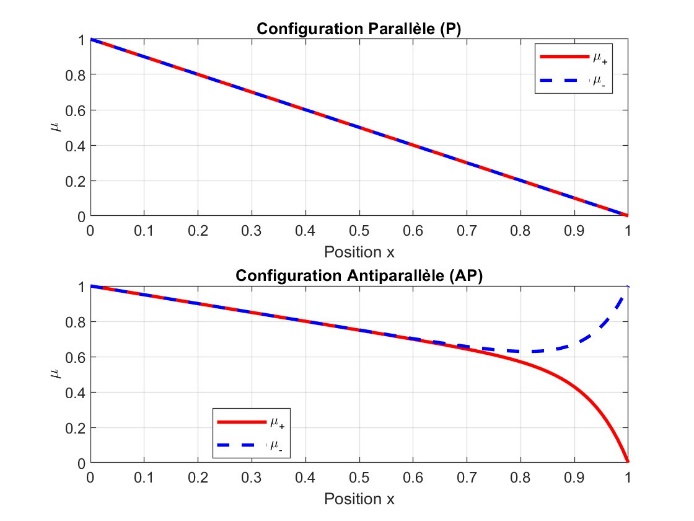 Configuration Parallèle (P)
μ
1
0.8
0.6
0.4
0.2
0
μ+
μ-
0 0.1 0.2 0.3 0.4 0.5 0.6 0.7 0.8 0.9 1
Position x
Configuration Antiparallèle (AP)
μ
1
0.8
0.6
0.4
0.2
0
μ+
μ-
0 0.1 0.2 0.3 0.4 0.5 0.6 0.7 0.8 0.9 1
Position x